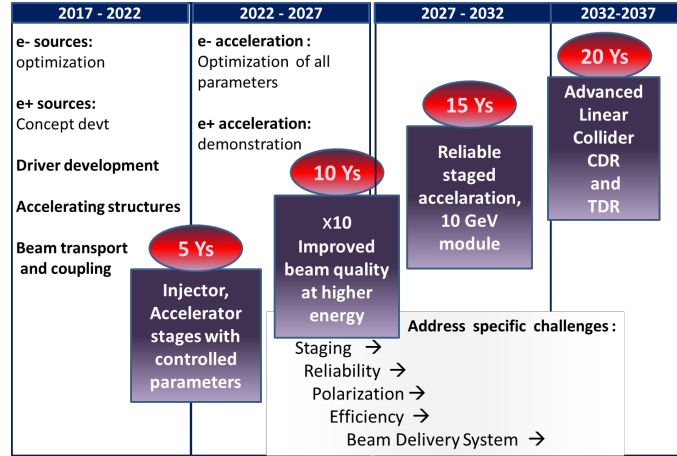 2017 - 2022
2022 - 2027
2027 - 2032
2032-2037
e- sources:
optimization
e+ sources:
Concept devt
Driver development
Accelerating structures
Beam transport
and coupling
5 Ys
Injector,
Accelerator
stages with
controlled
parameters
e- acceleration :
Optimization of all
parameters
e+ acceleration:
demonstration
10 Ys
x10
Improved
beam quality
at higher
energy
15 Ys
Reliable
staged
accelaration,
10 GeV
module
20 Ys
Advanced
Linear
Collider
CDR
and
TDR
Address specific challenges :
Staging →
Reliability →
Polarization →
Efficiency →
Beam Delivery System →